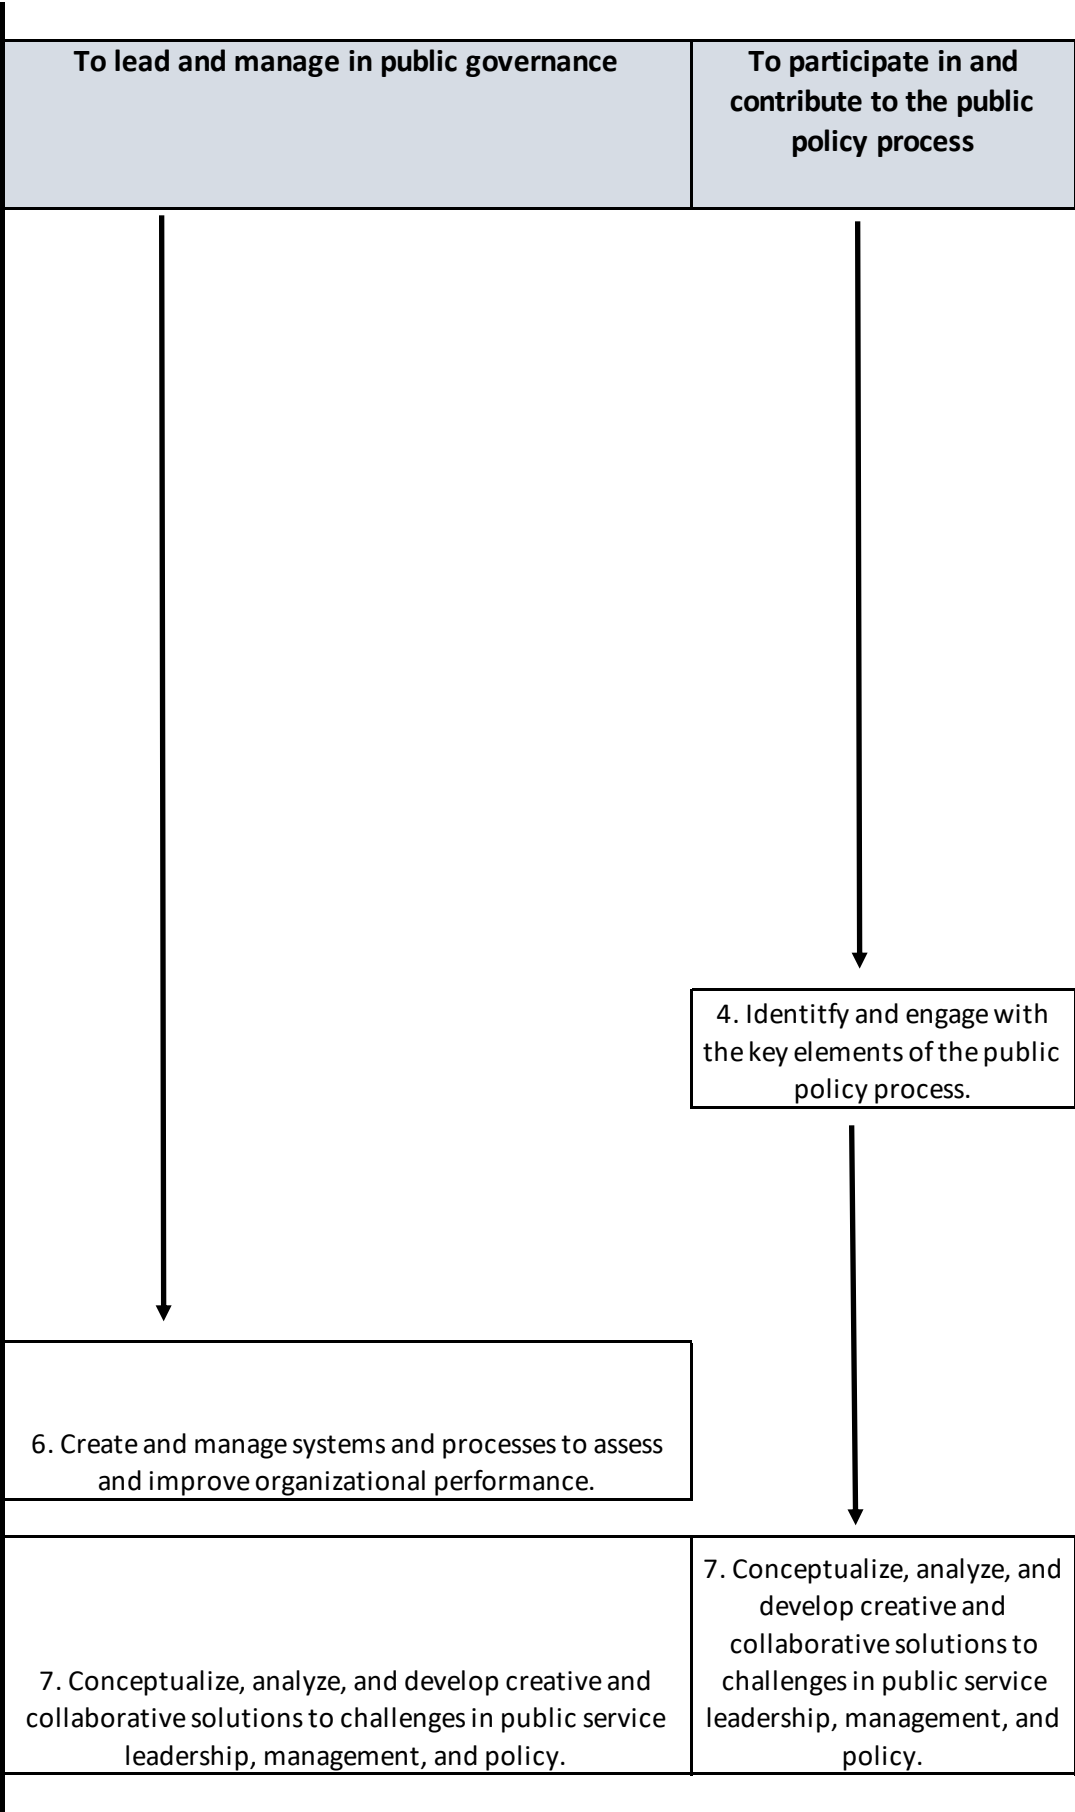 To lead and manage in public governance
To participate in and
contribute to the public
policy process
4. Identitfy and engage with
the key elements of the public
policy process.
6. Create and manage systems and processes to assess
and improve organizational performance.
7. Conceptualize, analyze, and develop creative and
collaborative solutions to challenges in public service
leadership, management, and policy.
7. Conceptualize, analyze, and
develop creative and
collaborative solutions to
challenges in public service
leadership, management, and
policy.